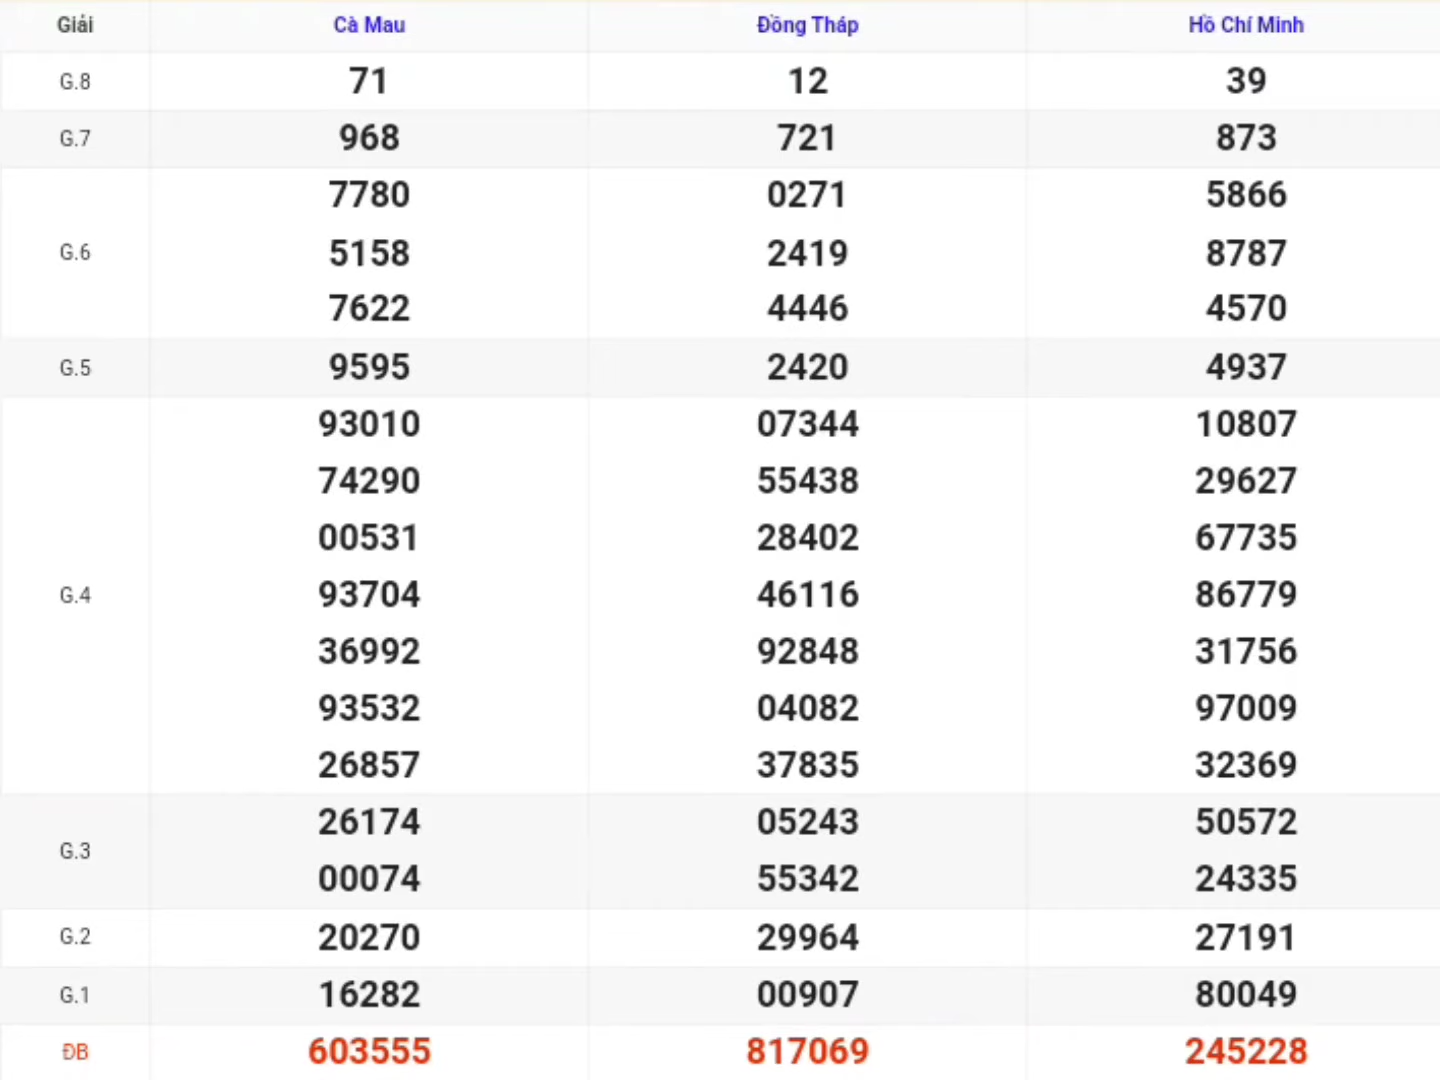 Giải Cà Mau Đồng Tháp Hồ Chí Minh
G.8 71 12 39
G.7 968 721 873
7780 0271 5866
G.6 5158 2419 8787
7622 4446 4570
G.5 9595 2420 4937
93010 07344 10807
74290 55438 29627
00531 28402 67735
G.4 93704 46116 86779
36992 92848 31756
93532 04082 97009
26857 37835 32369
26174 05243 50572
G.3
00074 55342 24335
G.2 20270 29964 27191
G.1 16282 00907 80049
ĐB 603555 817069 245228